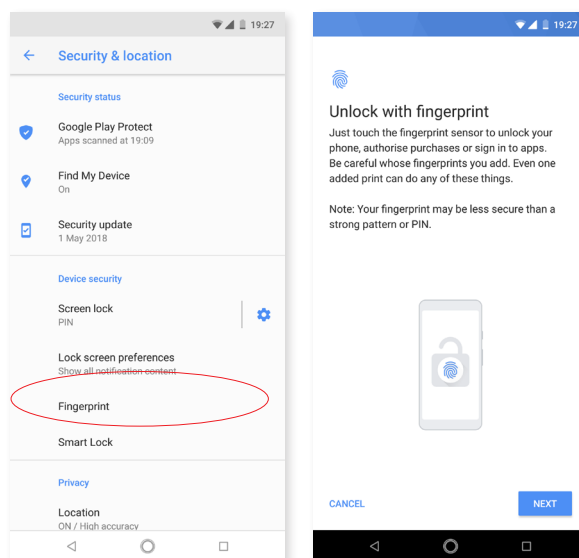 19:27
Security & location
Security status
Google Play Protect
Apps scanned at 19:09
Find My Device
On
Security update
1 May 2018
Device security
Screen lock
PIN
Lock screen preferences
Show all notification content
Fingerprint
Smart Lock
Privacy
Location
ON / High accuracy
19:27
Unlock with fingerprint
Just touch the fingerprint sensor to unlock your
phone, authorise purchases or sign in to apps.
Be careful whose fingerprints you add. Even one
added print can do any of these things.
Note: Your fingerprint may be less secure than a
strong pattern or PIN.
CANCEL
NEXT